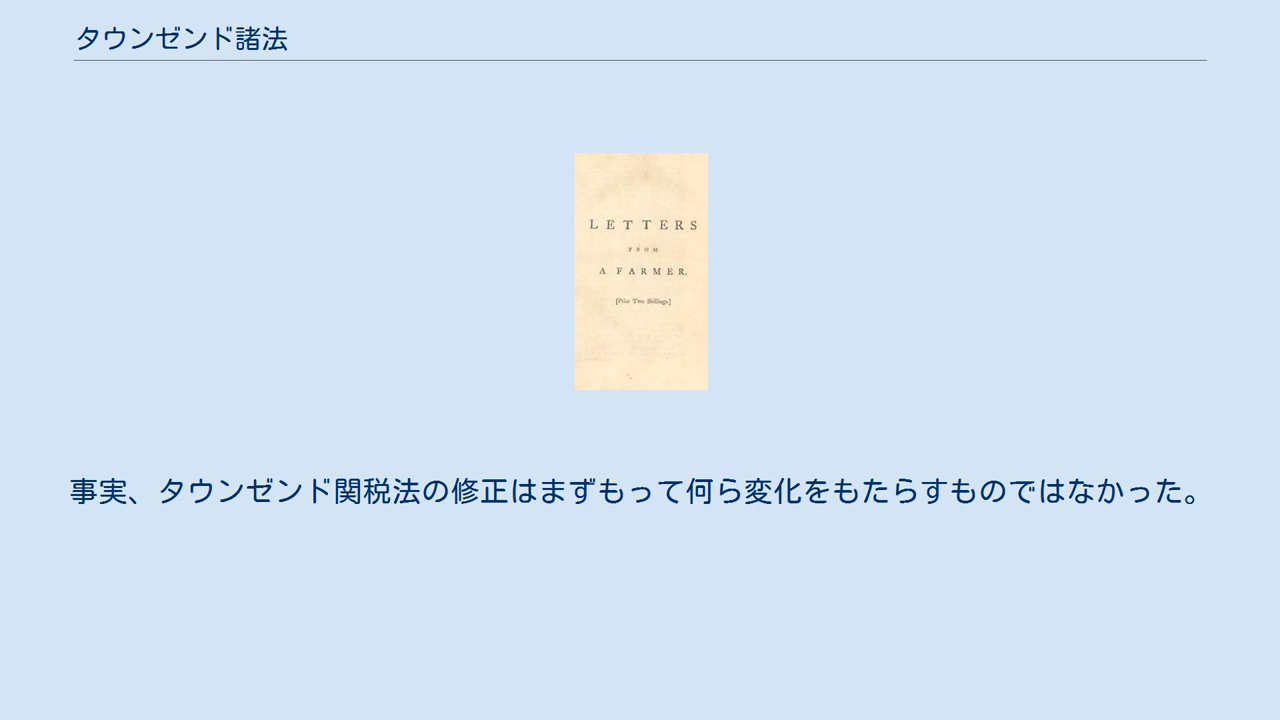 タウンゼンド諸法
LETTERS
FROM
A FARMER.
[Price Two Shillings.]
事実、タウンゼンド関税法の修正はまずもって何ら変化をもたらすものではなかった。